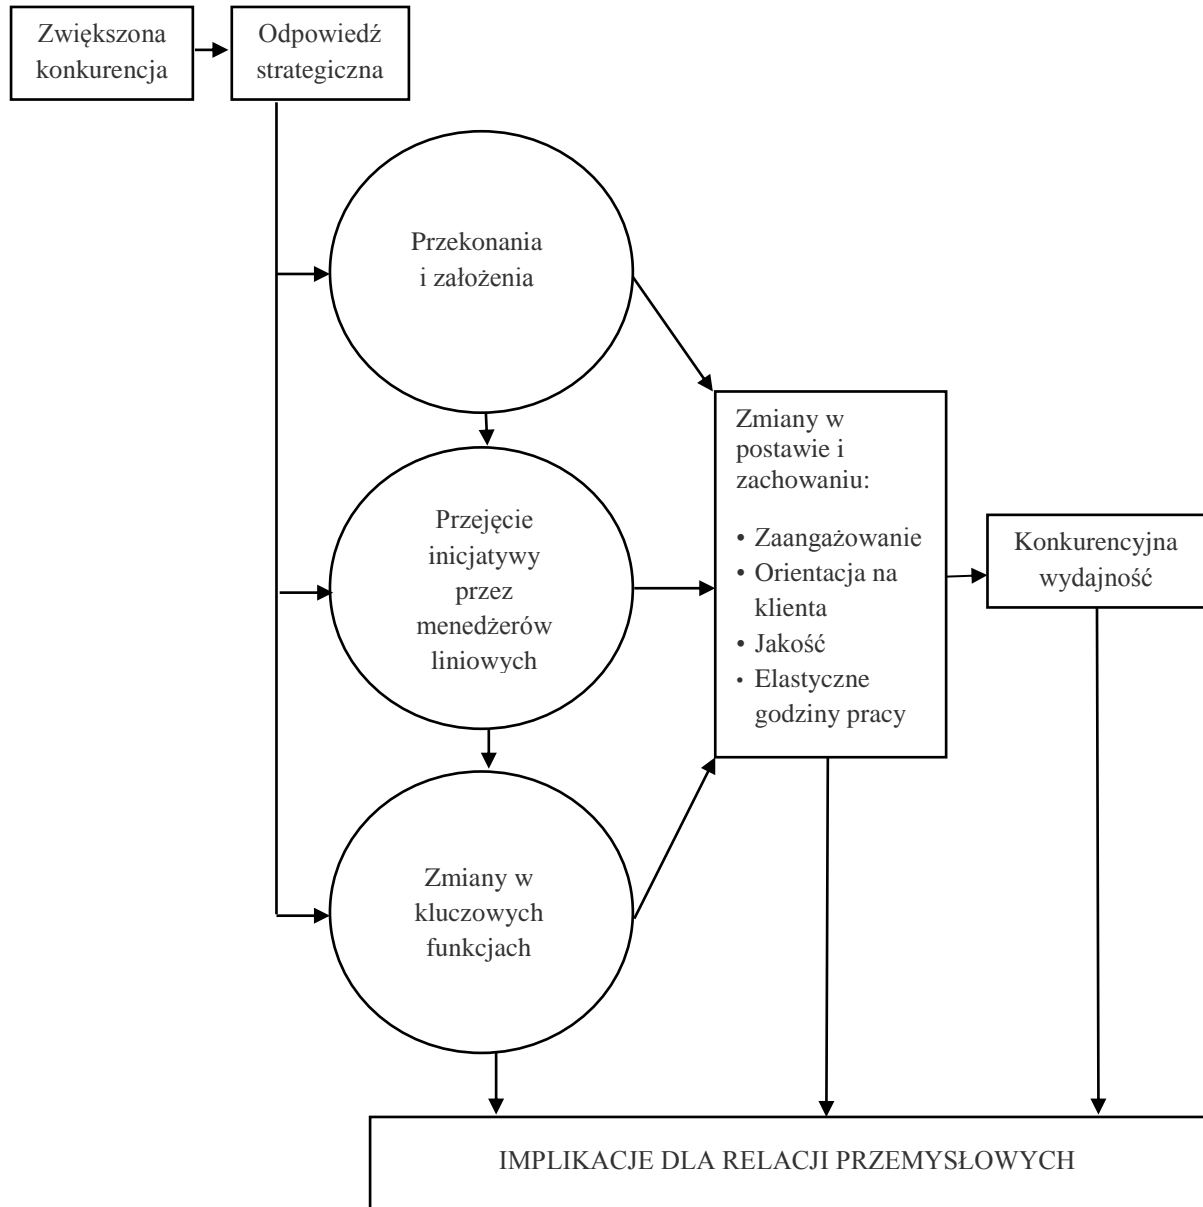 Zwiększona
konkurencja
Odpowiedź
strategiczna
Przekonania
i założenia
Przejęcie
inicjatywy
przez
menedżerów
liniowych
Zmiany w
kluczowych
funkcjach
Zmiany w
postawie i
zachowaniu:
• Zaangażowanie
• Orientacja na
klienta
• Jakość
• Elastyczne
godziny pracy
Konkurencyjna
wydajność
IMPLIKACJE DLA RELACJI PRZEMYSŁOWYCH